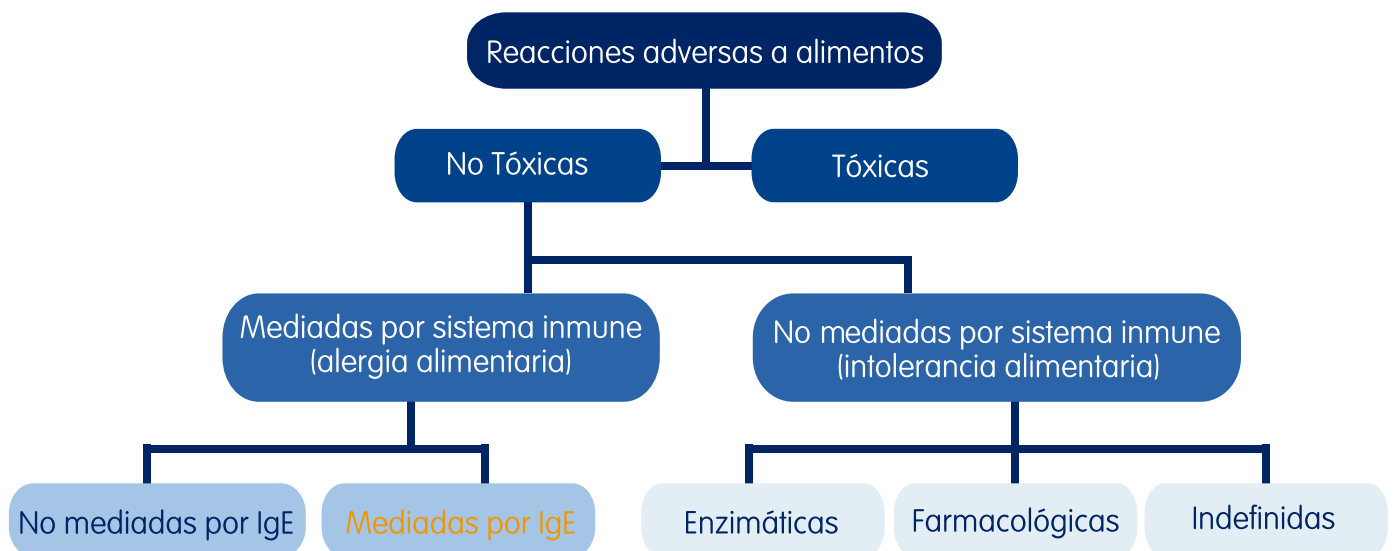 Reacciones adversas a alimentos
No Tóxicas
Tóxicas
Mediadas por sistema inmune
(alergia alimentaria)
No mediadas por sistema inmune
(intolerancia alimentaria)
No mediadas por IgE
Mediadas por IgE
Enzimáticas
Farmacológicas
Indefinidas